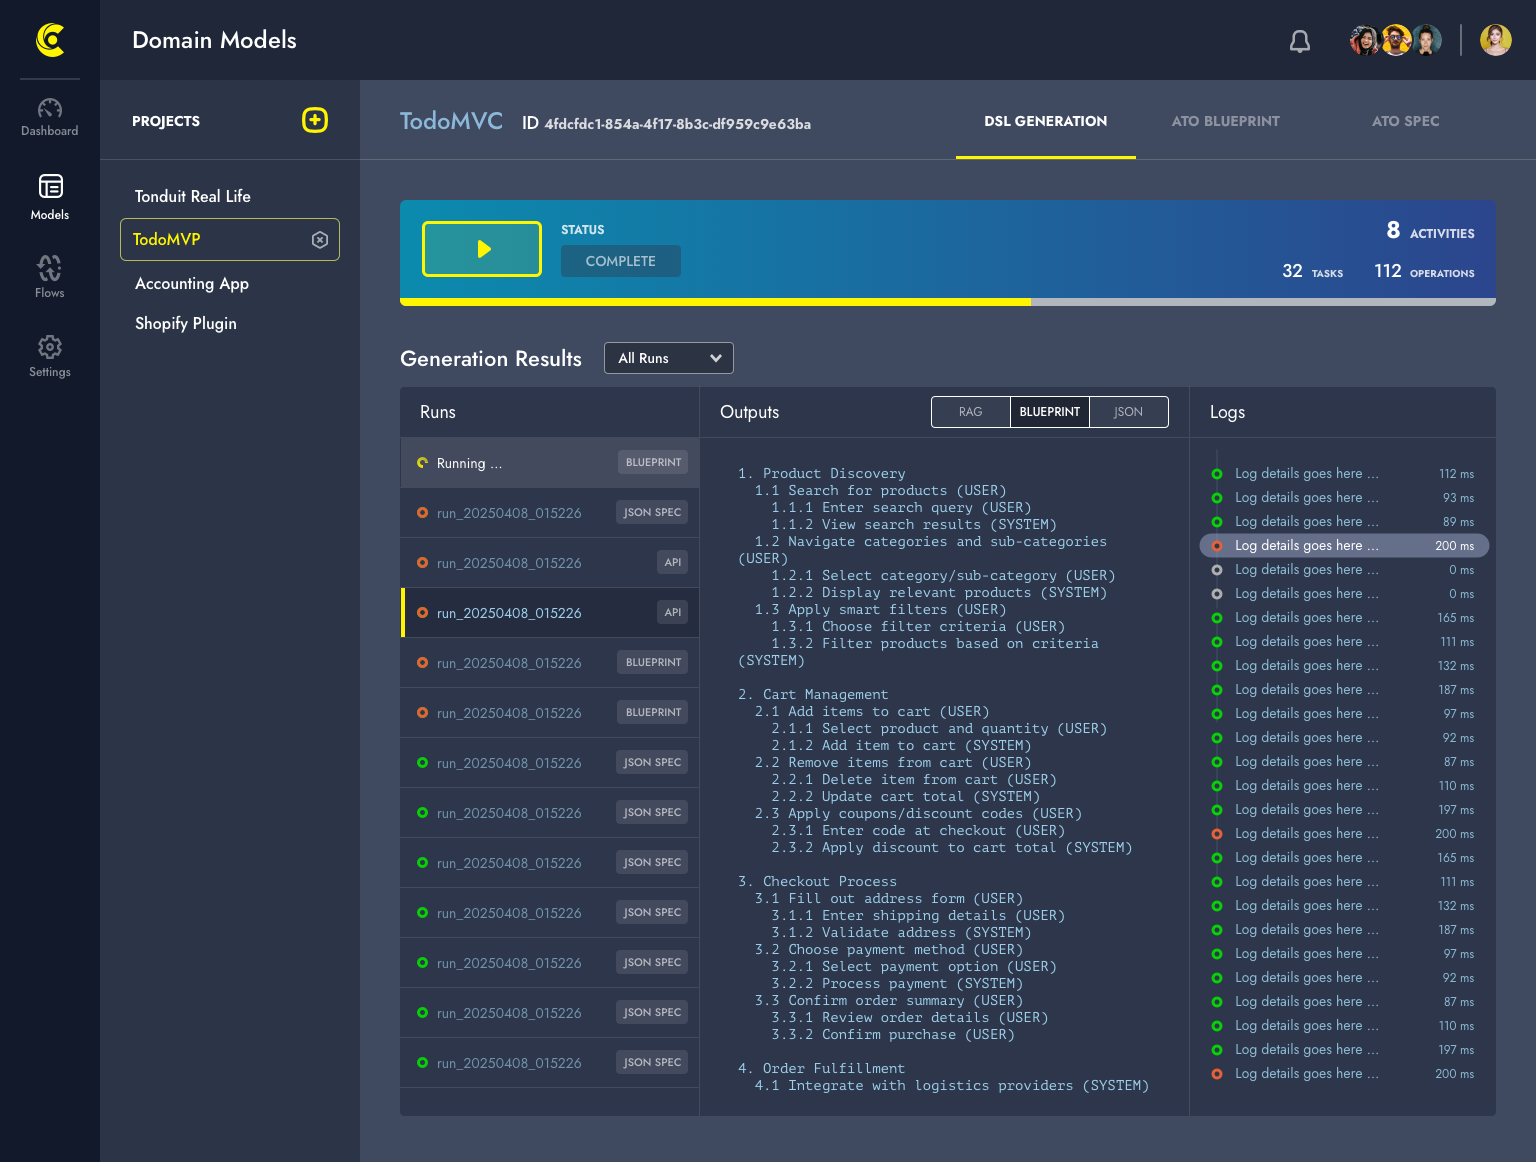 Domain Models
Dashboard
Models
Flows
Settings
PROJECTS
Tonduit Real Life
TodoMVP
Accounting App
Shopify Plugin
TodoMVC ID 4fdcfdc1-854a-4f17-8b3c-df959c9e63ba
DSL GENERATION ATO BLUEPRINT ATO SPEC
STATUS
COMPLETE
8 ACTIVITIES
32 TASKS 112 OPERATIONS
Generation Results All Runs
Runs
Running ... BLUEPRINT
run_20250408_015226 JSON SPEC
run_20250408_015226 API
run_20250408_015226 API
run_20250408_015226 BLUEPRINT
run_20250408_015226 BLUEPRINT
run_20250408_015226 JSON SPEC
run_20250408_015226 JSON SPEC
run_20250408_015226 JSON SPEC
run_20250408_015226 JSON SPEC
run_20250408_015226 JSON SPEC
run_20250408_015226 JSON SPEC
run_20250408_015226 JSON SPEC
Outputs RAG BLUEPRINT JSON
1. Product Discovery
1.1 Search for products (USER)
1.1.1 Enter search query (USER)
1.1.2 View search results (SYSTEM)
1.2 Navigate categories and sub-categories
(USER)
1.2.1 Select category/sub-category (USER)
1.2.2 Display relevant products (SYSTEM)
1.3 Apply smart filters (USER)
1.3.1 Choose filter criteria (USER)
1.3.2 Filter products based on criteria
(SYSTEM)
2. Cart Management
2.1 Add items to cart (USER)
2.1.1 Select product and quantity (USER)
2.1.2 Add item to cart (SYSTEM)
2.2 Remove items from cart (USER)
2.2.1 Delete item from cart (USER)
2.2.2 Update cart total (SYSTEM)
2.3 Apply coupons/discount codes (USER)
2.3.1 Enter code at checkout (USER)
2.3.2 Apply discount to cart total (SYSTEM)
3. Checkout Process
3.1 Fill out address form (USER)
3.1.1 Enter shipping details (USER)
3.1.2 Validate address (SYSTEM)
3.2 Choose payment method (USER)
3.2.1 Select payment option (USER)
3.2.2 Process payment (SYSTEM)
3.3 Confirm order summary (USER)
3.3.1 Review order details (USER)
3.3.2 Confirm purchase (USER)
4. Order Fulfillment
4.1 Integrate with logistics providers (SYSTEM)
Logs
Log details goes here ... 112 ms
Log details goes here ... 93 ms
Log details goes here ... 89 ms
Log details goes here ... 200 ms
Log details goes here ... 0 ms
Log details goes here ... 0 ms
Log details goes here ... 165 ms
Log details goes here ... 111 ms
Log details goes here ... 132 ms
Log details goes here ... 187 ms
Log details goes here ... 97 ms
Log details goes here ... 92 ms
Log details goes here ... 87 ms
Log details goes here ... 110 ms
Log details goes here ... 197 ms
Log details goes here ... 200 ms
Log details goes here ... 165 ms
Log details goes here ... 111 ms
Log details goes here ... 132 ms
Log details goes here ... 187 ms
Log details goes here ... 97 ms
Log details goes here ... 92 ms
Log details goes here ... 87 ms
Log details goes here ... 110 ms
Log details goes here ... 197 ms
Log details goes here ... 200 ms